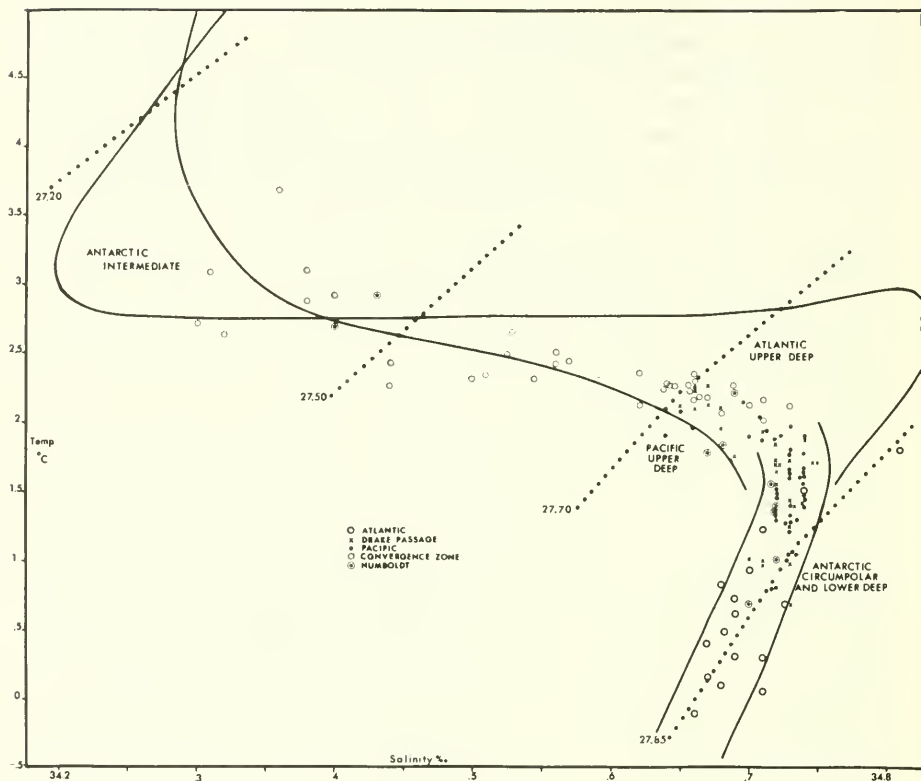 4.5
4
27.20
3.5
ANTARCTIC
INTERMEDIATE
3
2.5
27.50
ATLANTIC
UPPER DEEP
2
PACIFIC
UPPER
DEEP
Temp
°C
1.5
27.70
ATLANTIC
DRAKE PASSAGE
PACIFIC
CONVERGENCE ZONE
HUMBOLDT
1
ANTARCTIC
CIRCUMPOLAR
AND LOWER DEEP
.5
0
27.85
-.5
Salinity ‰
34.2 .3 .4 .5 .6 .7 34.8